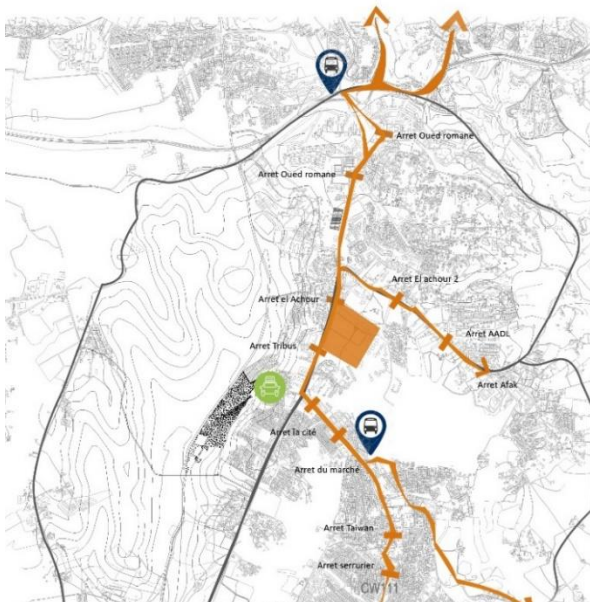 Arret Oued romane
Arret Oued romane
Arret El achour 2
Arret el Achour
Arret AADL
Arret Tribus
Arret Afak
Arret la cité
Arret du marché
Arret Taiwan
Arret serrurier
CW111